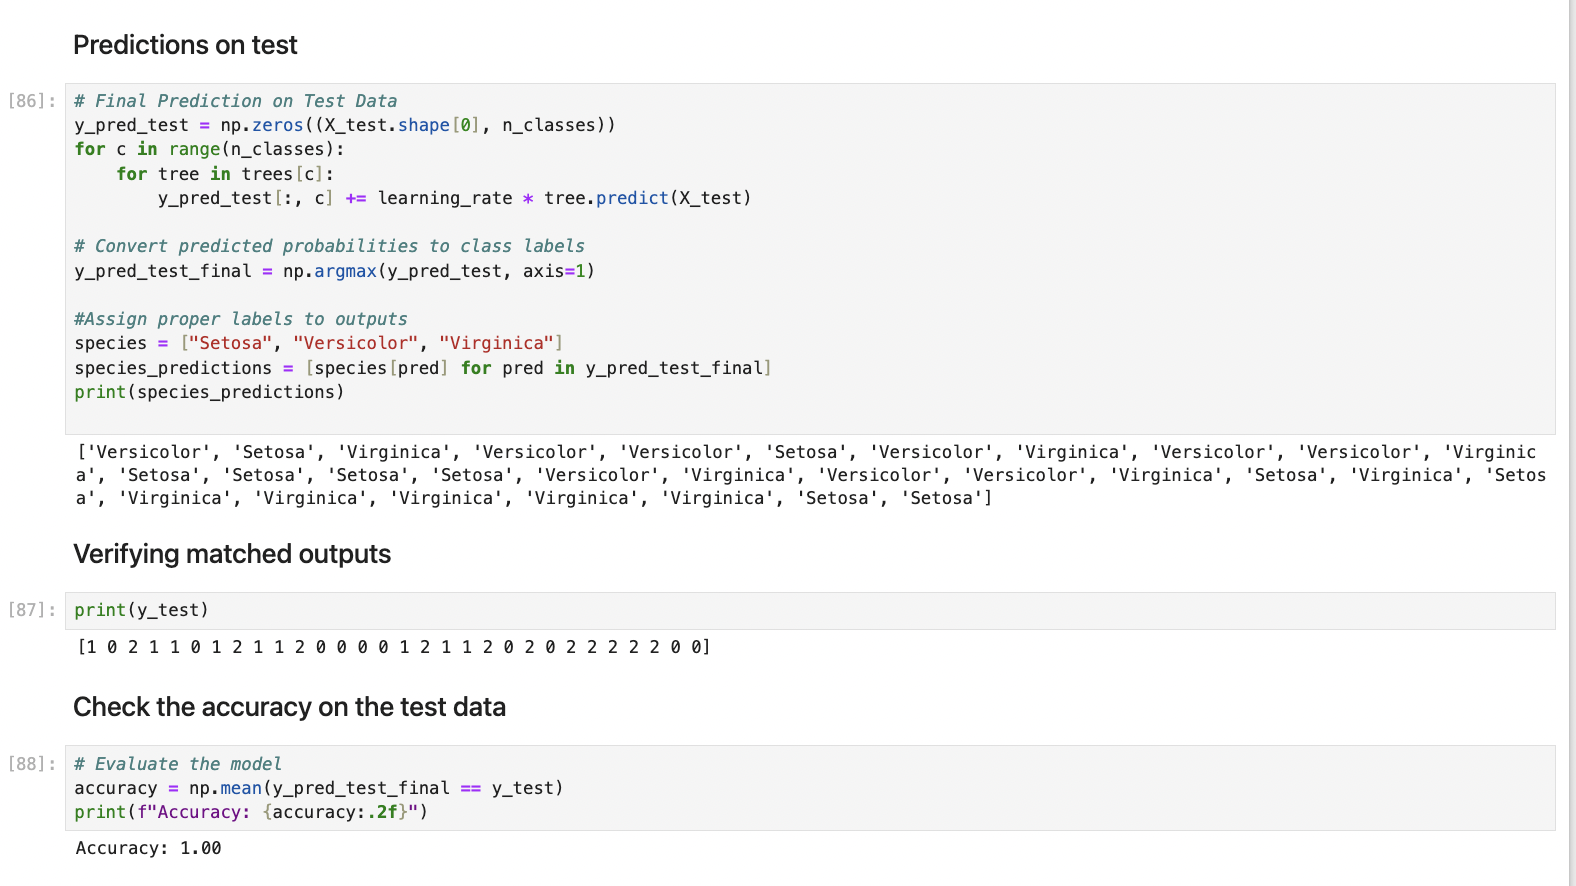 Predictions on test
[86]:
# Final Prediction on Test Data
y_pred_test = np.zeros((X_test.shape[0], n_classes))
for c in range(n_classes):
    for tree in trees[c]:
        y_pred_test[:, c] += learning_rate * tree.predict(X_test)

# Convert predicted probabilities to class labels
y_pred_test_final = np.argmax(y_pred_test, axis=1)

#Assign proper labels to outputs
species = ["Setosa", "Versicolor", "Virginica"]
species_predictions = [species[pred] for pred in y_pred_test_final]
print(species_predictions)

['Versicolor', 'Setosa', 'Virginica', 'Versicolor', 'Versicolor', 'Setosa', 'Versicolor', 'Virginica', 'Versicolor', 'Versicolor', 'Virginic
a', 'Setosa', 'Setosa', 'Setosa', 'Setosa', 'Versicolor', 'Virginica', 'Versicolor', 'Versicolor', 'Virginica', 'Setosa', 'Virginica', 'Setos
a', 'Virginica', 'Virginica', 'Virginica', 'Virginica', 'Virginica', 'Setosa', 'Setosa']
Verifying matched outputs
[87]:
print(y_test)
[1 0 2 1 1 0 1 2 1 1 2 0 0 0 0 1 2 1 1 2 0 2 0 2 2 2 2 2 0 0]
Check the accuracy on the test data
[88]:
# Evaluate the model
accuracy = np.mean(y_pred_test_final == y_test)
print(f"Accuracy: {accuracy:.2f}")
Accuracy: 1.00